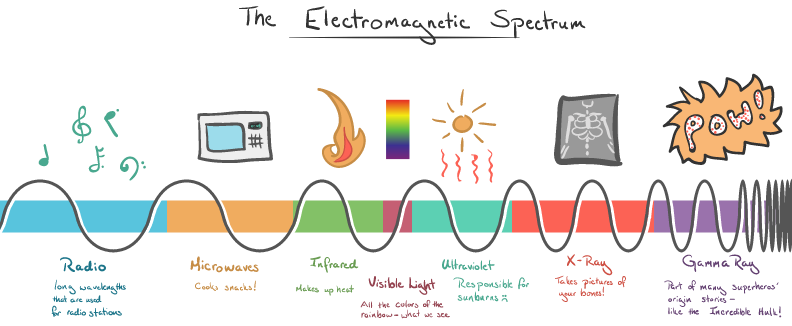 The Electromagnetic Spectrum
POW!
Radio
long wavelengths
that are used
for radio stations
Microwaves
Cooks snacks!
Infrared
Makes up heat
Visible Light
All the colors of the
rainbow - what we see
Ultraviolet
Responsible for
sunburns :(
X-Ray
Takes pictures of
your bones!
Gamma Ray
Part of many superheros'
origin stories -
like the Incredible Hulk!